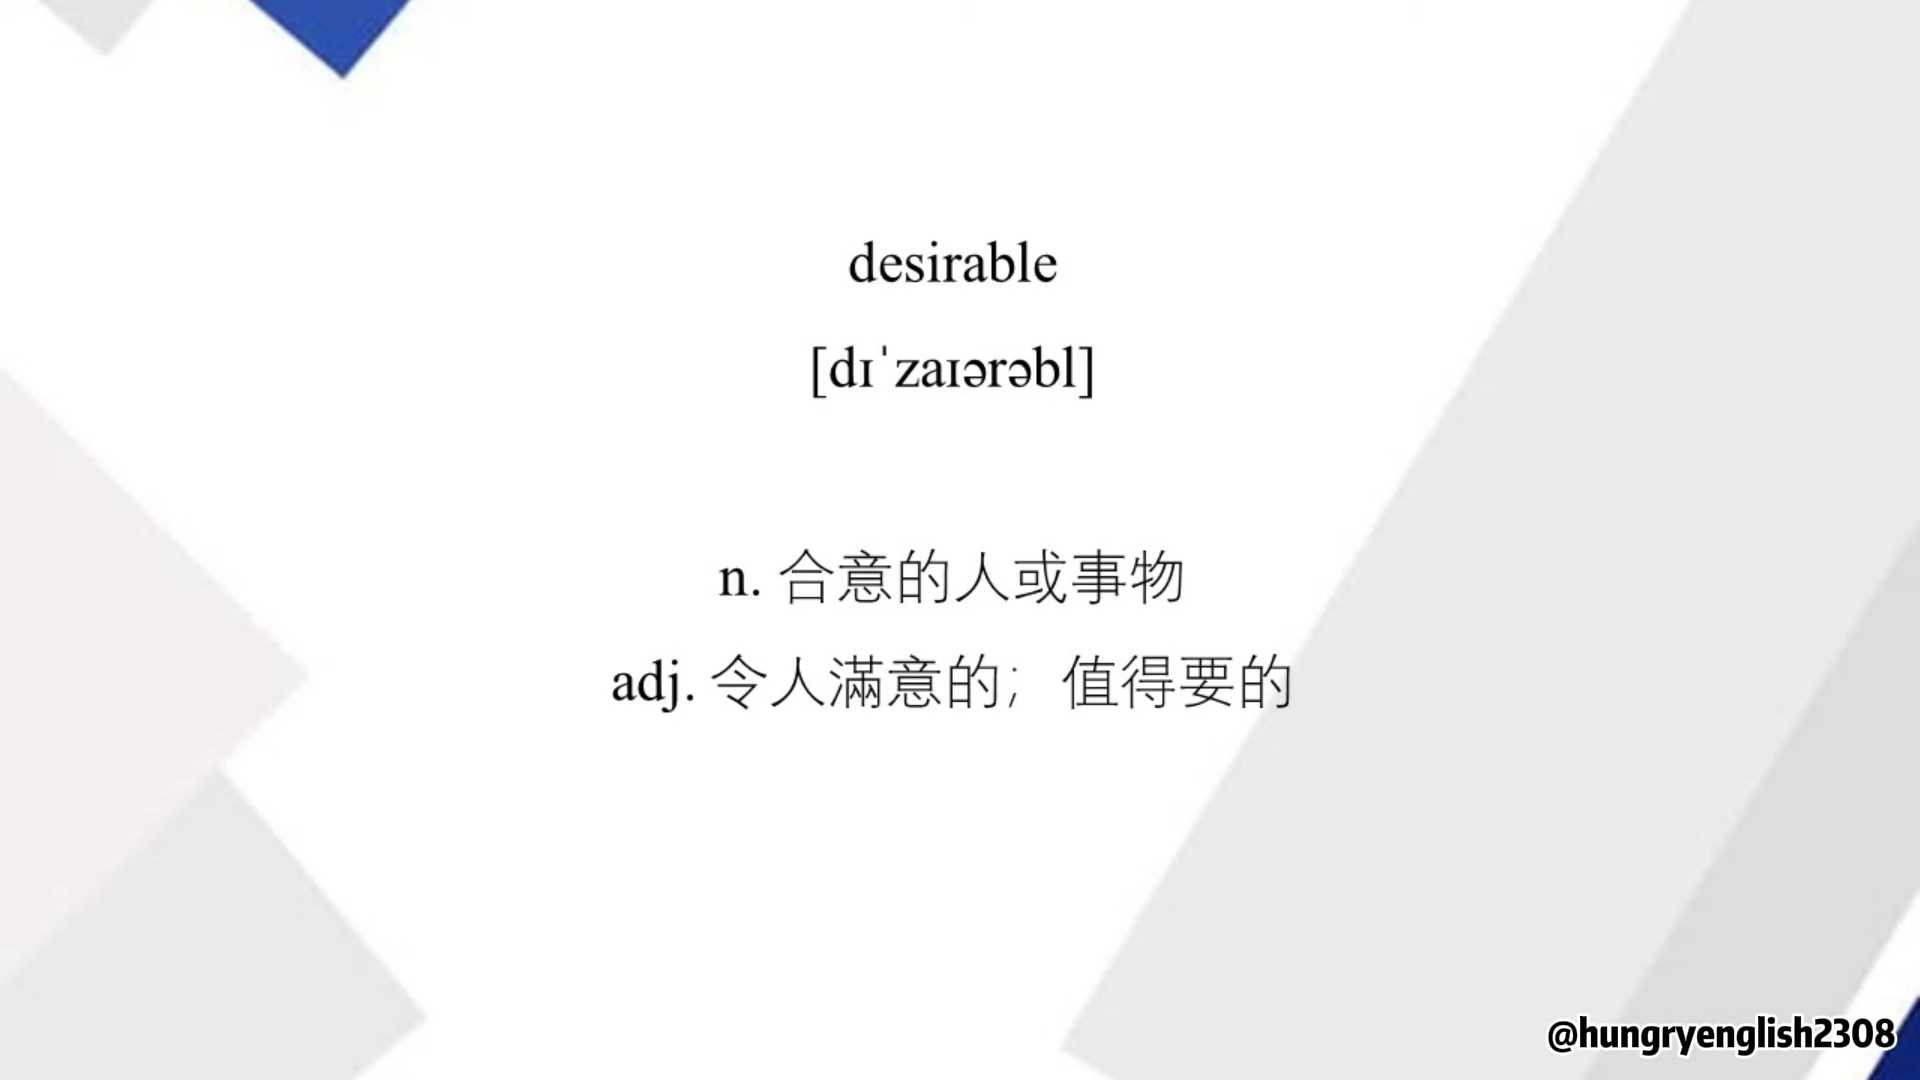 desirable
[dɪˈzaɪərəbl]
n. 合意的人或事物
adj. 令人滿意的；值得要的
@hungryenglish2308